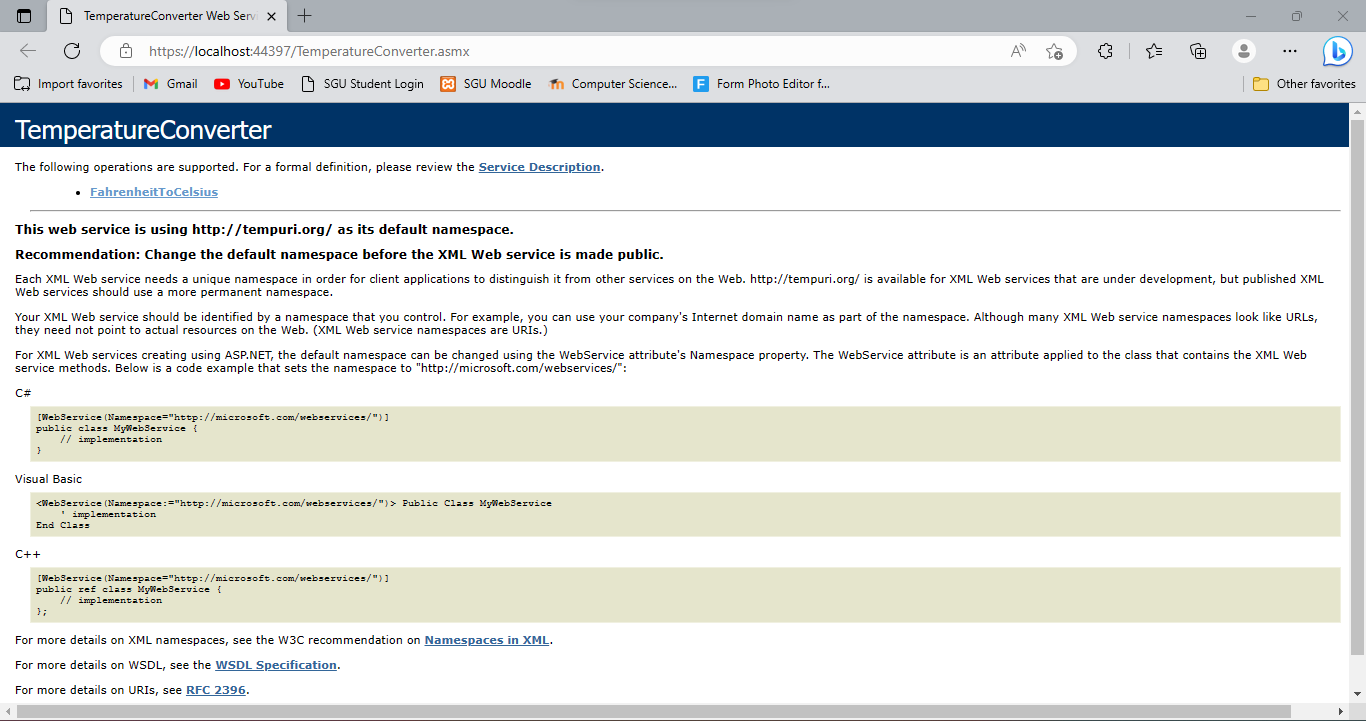 TemperatureConverter Web Serv
https://localhost:44397/TemperatureConverter.asmx
Import favorites
Gmail
YouTube
SGU Student Login
SGU Moodle
Computer Science...
Form Photo Editor f...
Other favorites
TemperatureConverter
The following operations are supported. For a formal definition, please review the Service Description.
• FahrenheitToCelsius
This web service is using http://tempuri.org/ as its default namespace.
Recommendation: Change the default namespace before the XML Web service is made public.
Each XML Web service needs a unique namespace in order for client applications to distinguish it from other services on the Web. http://tempuri.org/ is available for XML Web services that are under development, but published XML
Web services should use a more permanent namespace.
Your XML Web service should be identified by a namespace that you control. For example, you can use your company's Internet domain name as part of the namespace. Although many XML Web service namespaces look like URLs,
they need not point to actual resources on the Web. (XML Web service namespaces are URIs.)
For XML Web services creating using ASP.NET, the default namespace can be changed using the WebService attribute's Namespace property. The WebService attribute is an attribute applied to the class that contains the XML Web
service methods. Below is a code example that sets the namespace to "http://microsoft.com/webservices/":
C#
[WebService(Namespace="http://microsoft.com/webservices/")]
public class MyWebService {
    // implementation
}
Visual Basic
<WebService(Namespace:="http://microsoft.com/webservices/")> Public Class MyWebService
    ' implementation
End Class
C++
[WebService(Namespace="http://microsoft.com/webservices/")]
public ref class MyWebService {
    // implementation
};
For more details on XML namespaces, see the W3C recommendation on Namespaces in XML.
For more details on WSDL, see the WSDL Specification.
For more details on URIs, see RFC 2396.